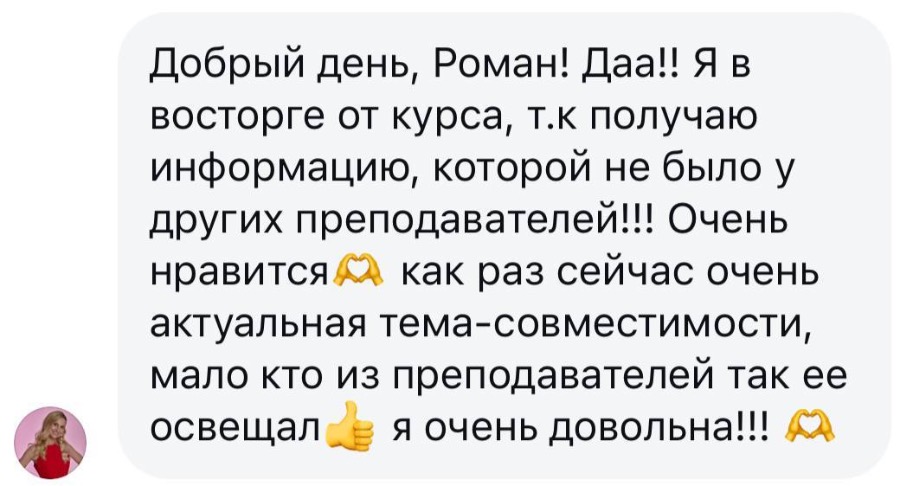 Добрый день, Роман! Даа!! Я в
восторге от курса, т.к получаю
информацию, которой не было у
других преподавателей!!! Очень
нравится🫶 как раз сейчас очень
актуальная тема-совместимости,
мало кто из преподавателей так ее
освещал👍 я очень довольна!!! 🫶